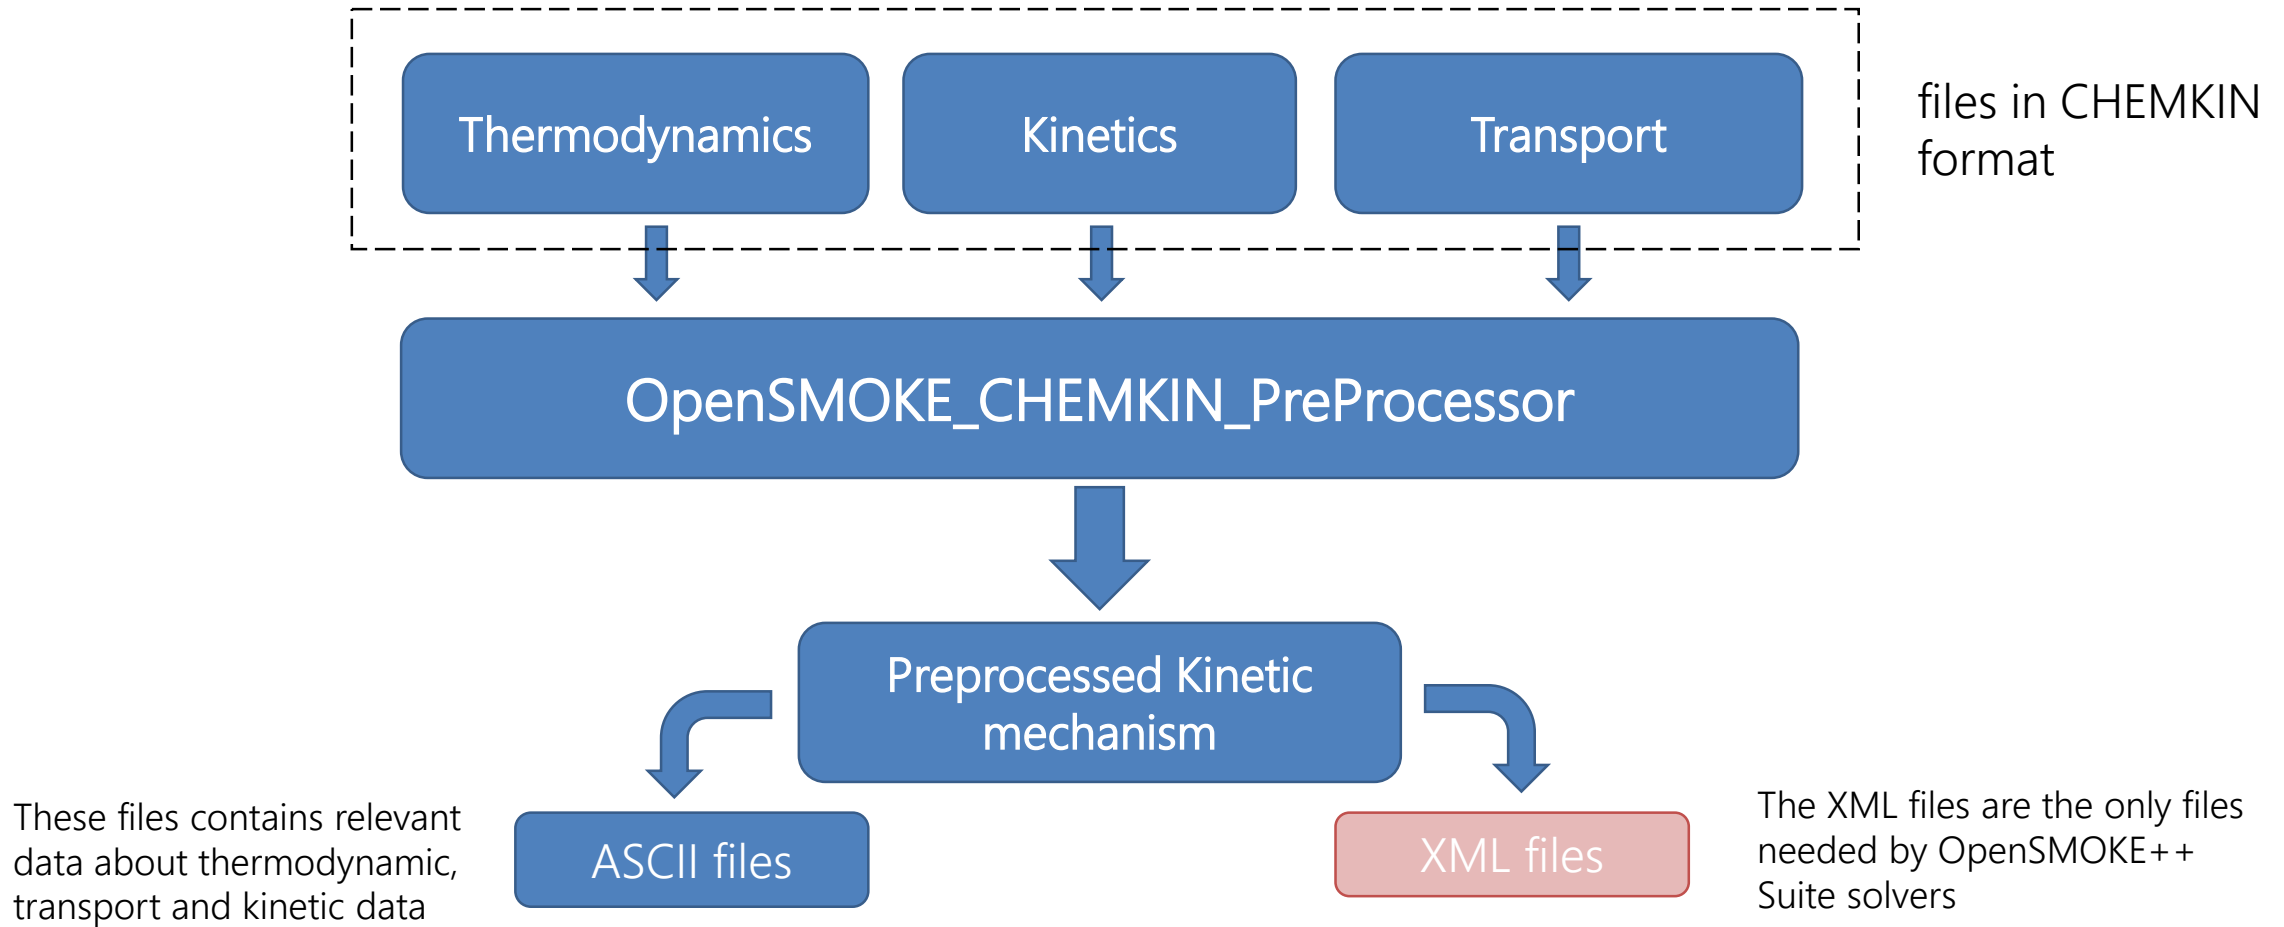 Thermodynamics
Kinetics
Transport
files in CHEMKIN
format
OpenSMOKE_CHEMKIN_PreProcessor
Preprocessed Kinetic
mechanism
These files contains relevant
data about thermodynamic,
transport and kinetic data
ASCII files
XML files
The XML files are the only files
needed by OpenSMOKE++
Suite solvers